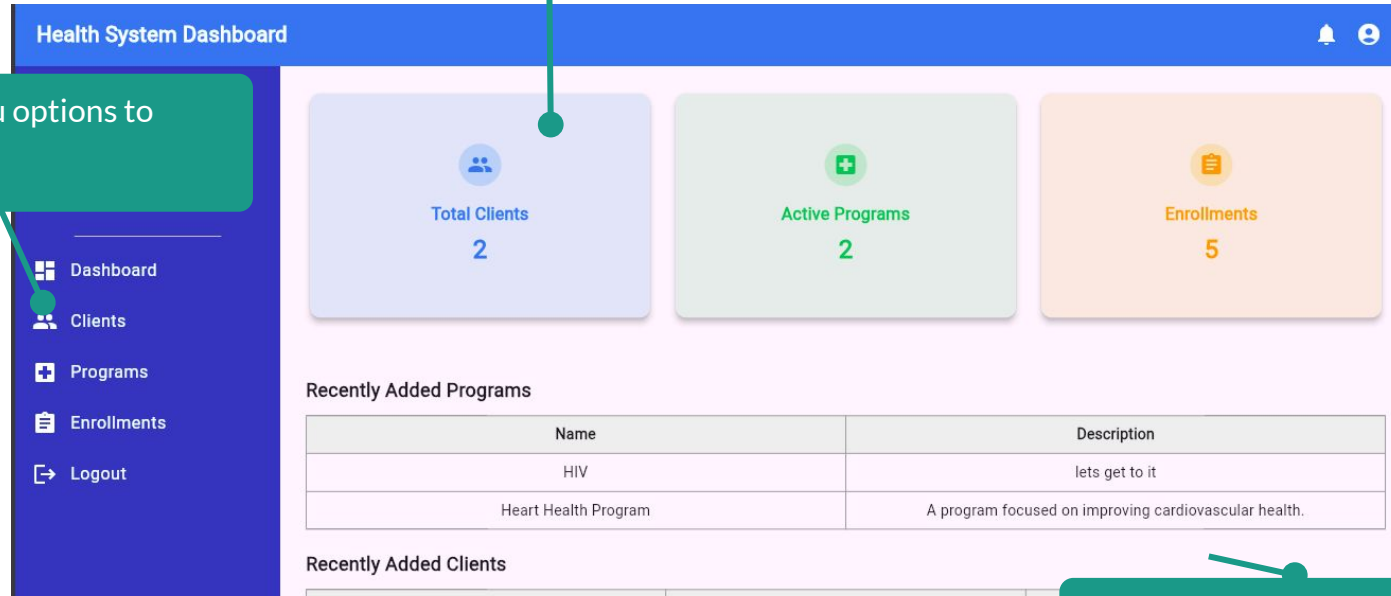 Health System Dashboard
options to
Dashboard
Clients
Programs
Enrollments
Logout
Total Clients
2
Active Programs
2
Enrollments
5
Recently Added Programs
Name Description
HIV lets get to it
Heart Health Program A program focused on improving cardiovascular health.
Recently Added Clients